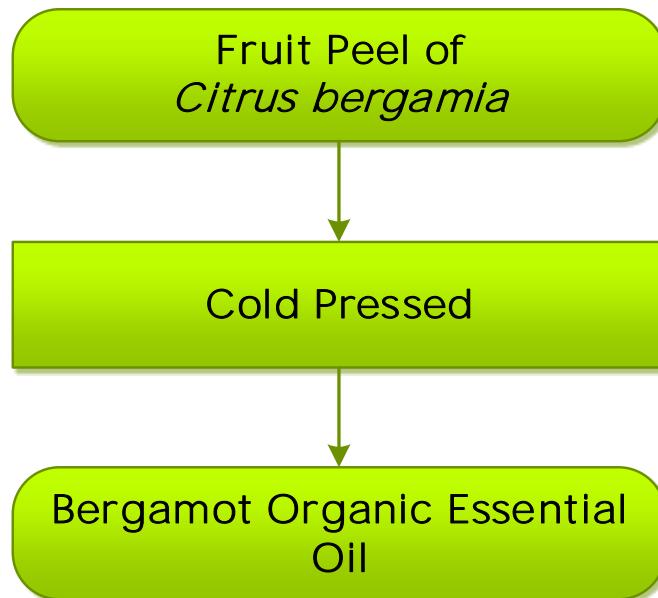 Fruit Peel of
Citrus bergamia
Cold Pressed
Bergamot Organic Essential
Oil